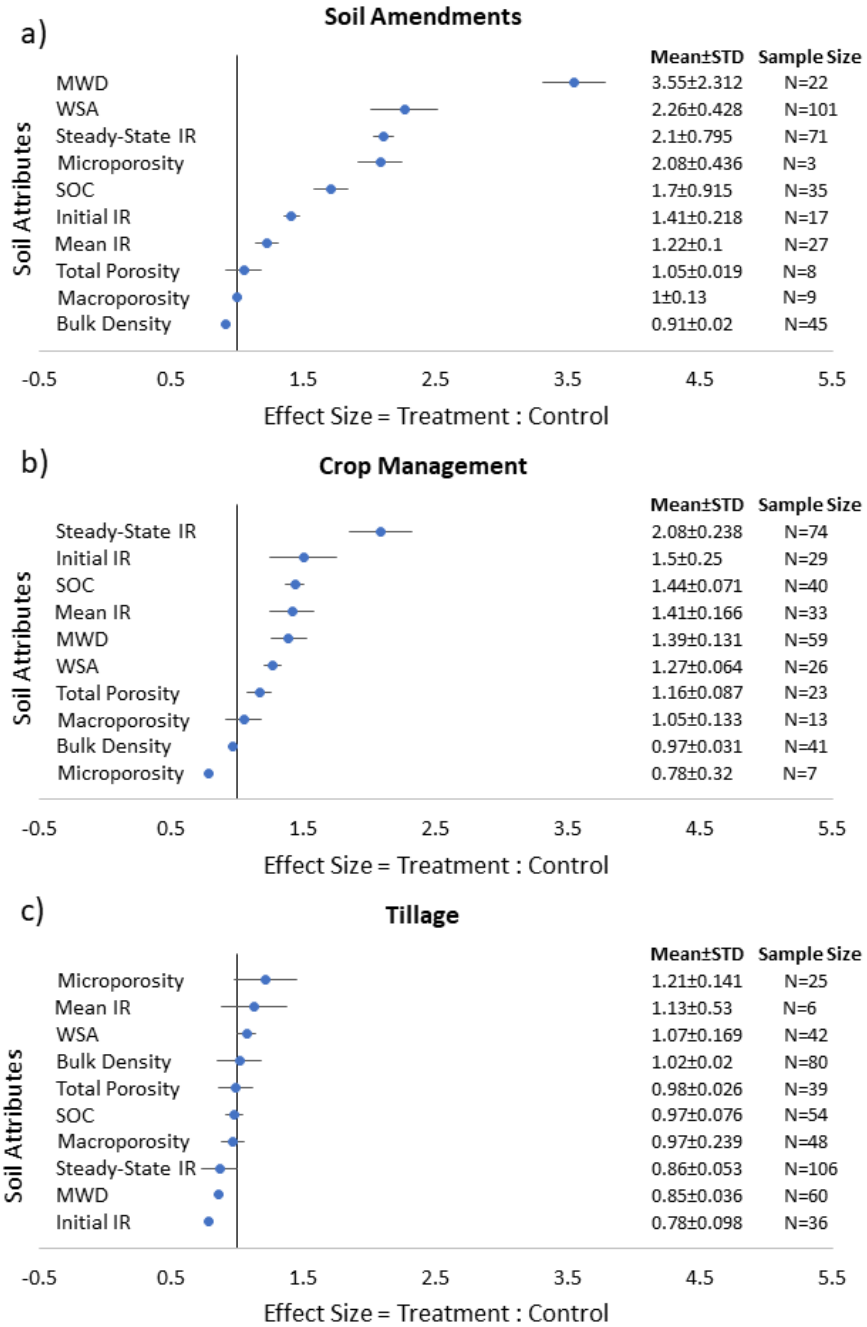 a)
Soil Amendments
Mean±STD Sample Size
MWD 3.55±2.312 N=22
WSA 2.26±0.428 N=101
Steady-State IR 2.1±0.795 N=71
Microporosity 2.08±0.436 N=3
SOC 1.7±0.915 N=35
Initial IR 1.41±0.218 N=17
Mean IR 1.22±0.1 N=27
Total Porosity 1.05±0.019 N=8
Macroporosity 1±0.13 N=9
Bulk Density 0.91±0.02 N=45
Soil Attributes
-0.5 0.5 1.5 2.5 3.5 4.5 5.5
Effect Size = Treatment : Control
b)
Crop Management
Mean±STD Sample Size
Steady-State IR 2.08±0.238 N=74
Initial IR 1.5±0.25 N=29
SOC 1.44±0.071 N=40
Mean IR 1.41±0.166 N=33
MWD 1.39±0.131 N=59
WSA 1.27±0.064 N=26
Total Porosity 1.16±0.087 N=23
Macroporosity 1.05±0.133 N=13
Bulk Density 0.97±0.031 N=41
Microporosity 0.78±0.32 N=7
Soil Attributes
-0.5 0.5 1.5 2.5 3.5 4.5 5.5
Effect Size = Treatment : Control
c)
Tillage
Mean±STD Sample Size
Microporosity 1.21±0.141 N=25
Mean IR 1.13±0.53 N=6
WSA 1.07±0.169 N=42
Bulk Density 1.02±0.02 N=80
Total Porosity 0.98±0.026 N=39
SOC 0.97±0.076 N=54
Macroporosity 0.97±0.239 N=48
Steady-State IR 0.86±0.053 N=106
MWD 0.85±0.036 N=60
Initial IR 0.78±0.098 N=36
Soil Attributes
-0.5 0.5 1.5 2.5 3.5 4.5 5.5
Effect Size = Treatment : Control